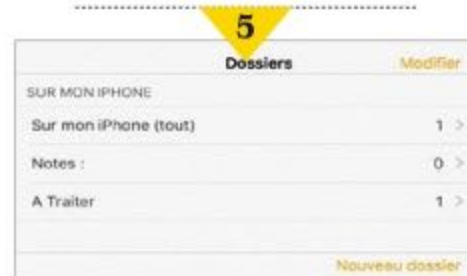 5
Dossiers Modifier
SUR MON IPHONE
Sur mon iPhone (tout) 1 >
Notes : 0 >
A Traiter 1 >
Nouveau dossier